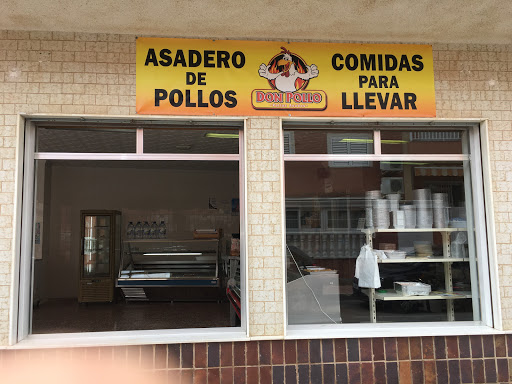 ASADERO
DE
POLLOS
DON POLLO
COMIDAS
PARA
LLEVAR